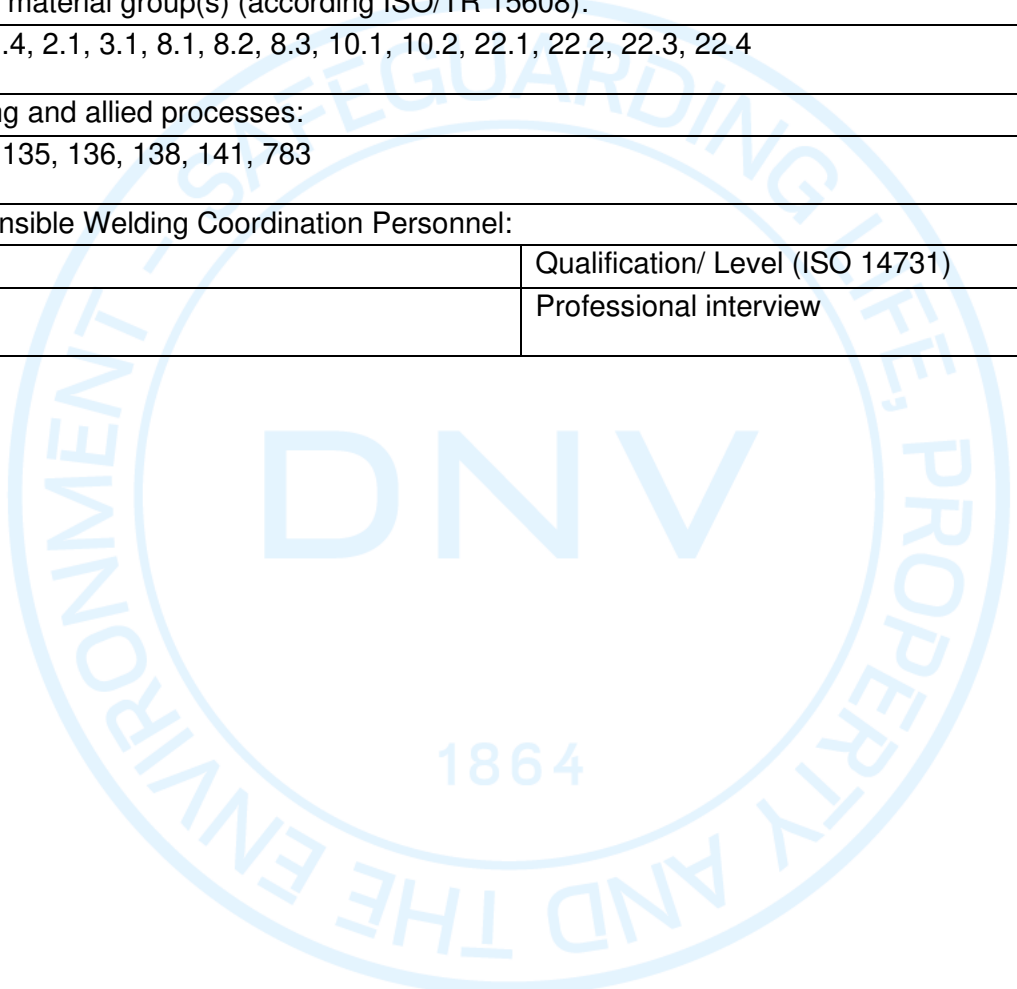 material group(s) (according ISO/TR 15608):
.4, 2.1, 3.1, 8.1, 8.2, 8.3, 10.1, 10.2, 22.1, 22.2, 22.3, 22.4
ng and allied processes:
135, 136, 138, 141, 783
nsible Welding Coordination Personnel:
Qualification/ Level (ISO 14731)
Professional interview
SAFEGUARDING LIFE, PROPERTY AND THE ENVIRONMENT –
DNV
1864